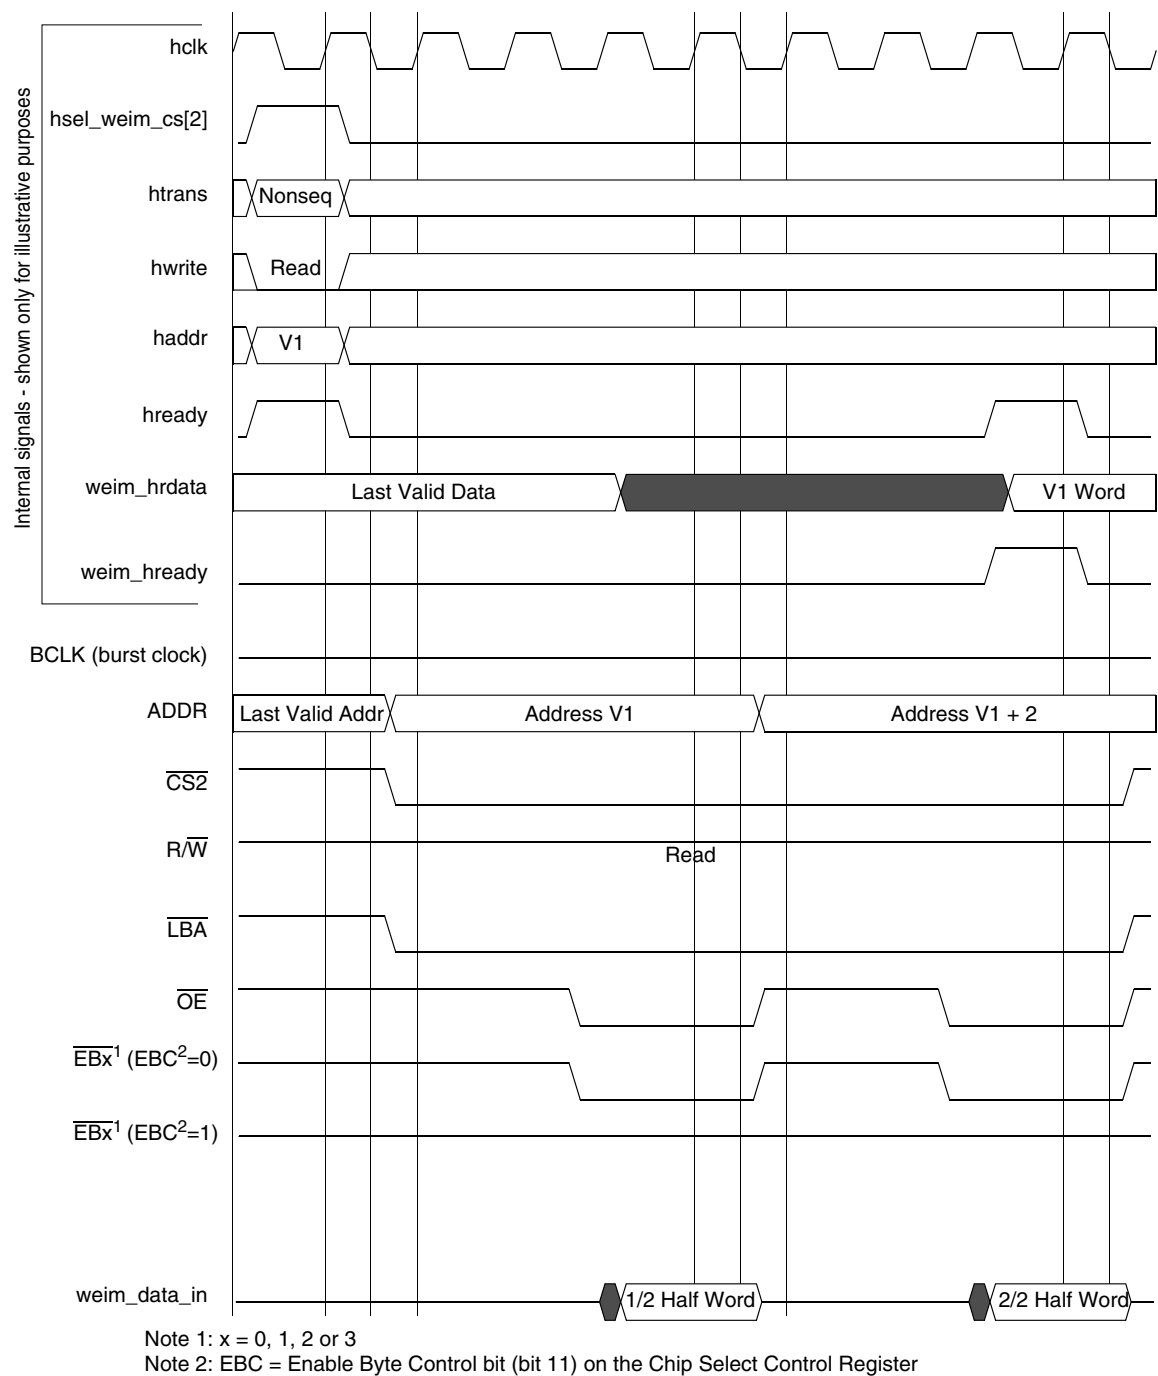 Internal signals - shown only for illustrative purposes
hclk
hsel_weim_cs[2]
htrans
Nonseq
hwrite
Read
haddr
V1
hready
weim_hrdata
Last Valid Data
V1 Word
weim_hready
BCLK (burst clock)
ADDR
Last Valid Addr
Address V1
Address V1 + 2
CS2
R/W
Read
LBA
OE
EBx1 (EBC2=0)
EBx1 (EBC2=1)
weim_data_in
1/2 Half Word
2/2 Half Word
Note 1: x = 0, 1, 2 or 3
Note 2: EBC = Enable Byte Control bit (bit 11) on the Chip Select Control Register